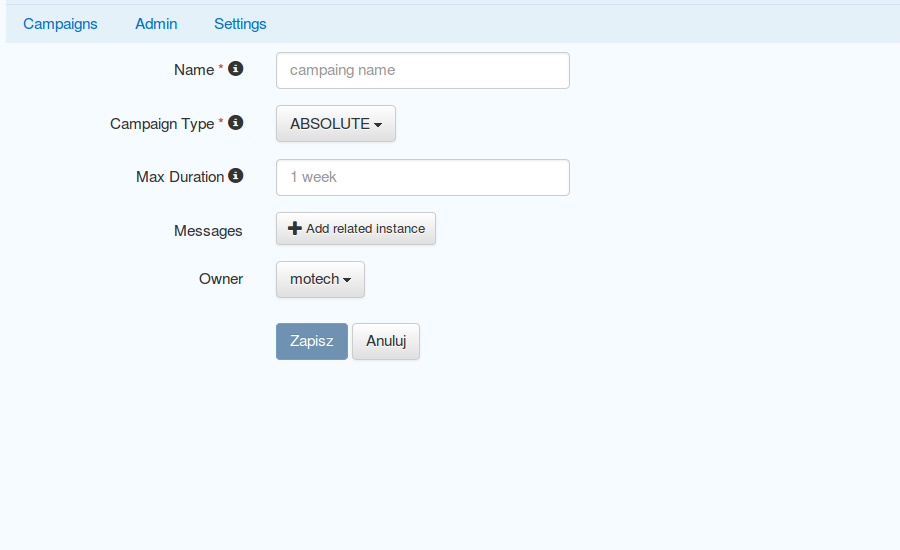 Campaigns Admin Settings
Name * campaing name
Campaign Type * ABSOLUTE
Max Duration 1 week
Messages Add related instance
Owner motech
Zapisz Anuluj